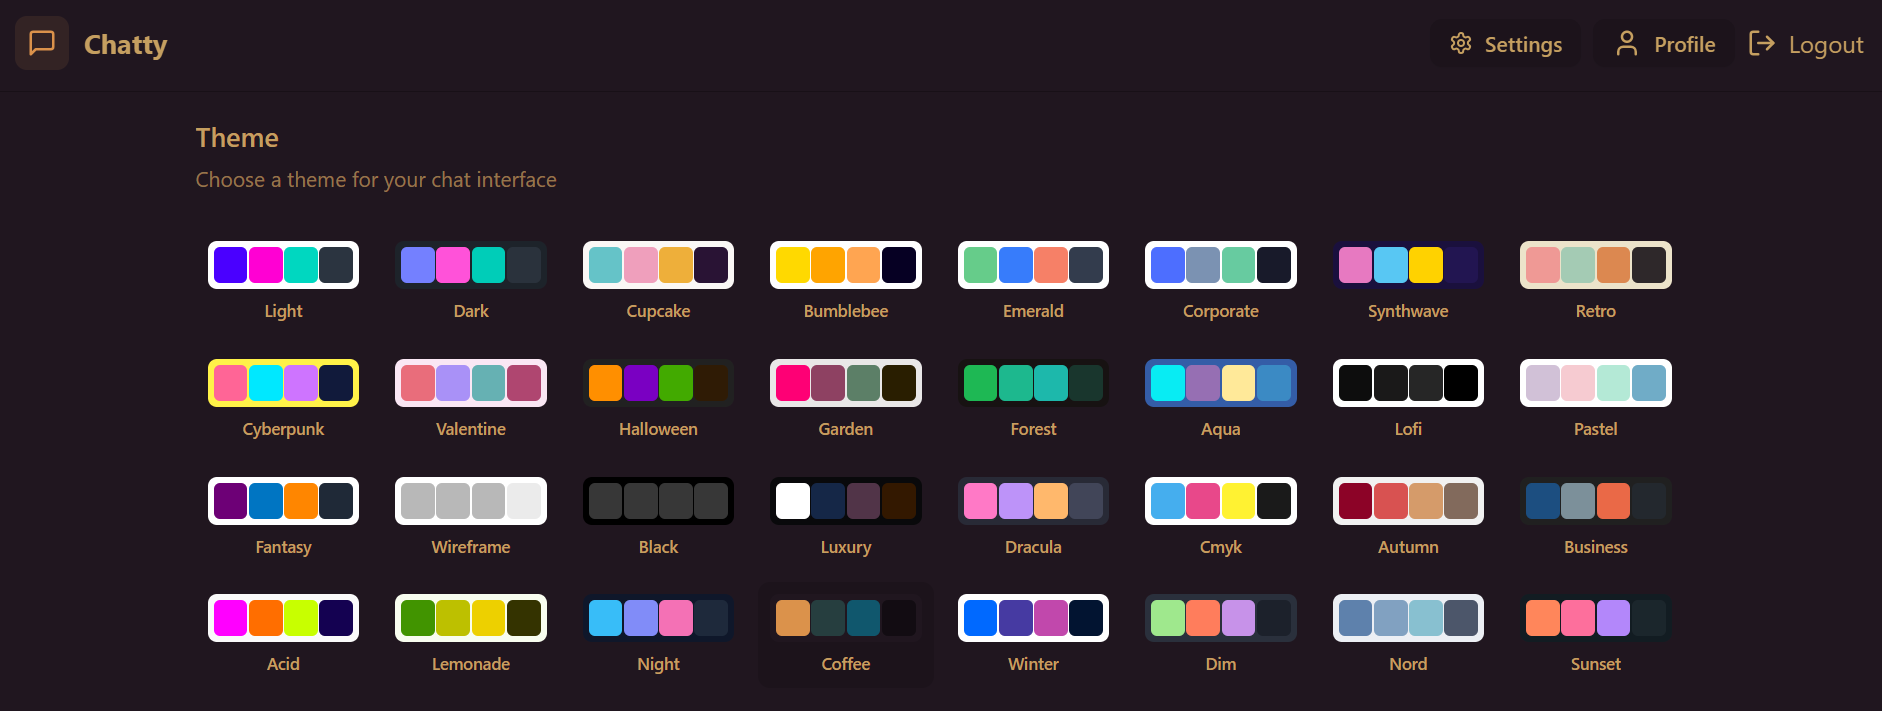 Chatty
Settings
Profile
Logout
Theme
Choose a theme for your chat interface
Light
Dark
Cupcake
Bumblebee
Emerald
Corporate
Synthwave
Retro
Cyberpunk
Valentine
Halloween
Garden
Forest
Aqua
Lofi
Pastel
Fantasy
Wireframe
Black
Luxury
Dracula
Cmyk
Autumn
Business
Acid
Lemonade
Night
Coffee
Winter
Dim
Nord
Sunset